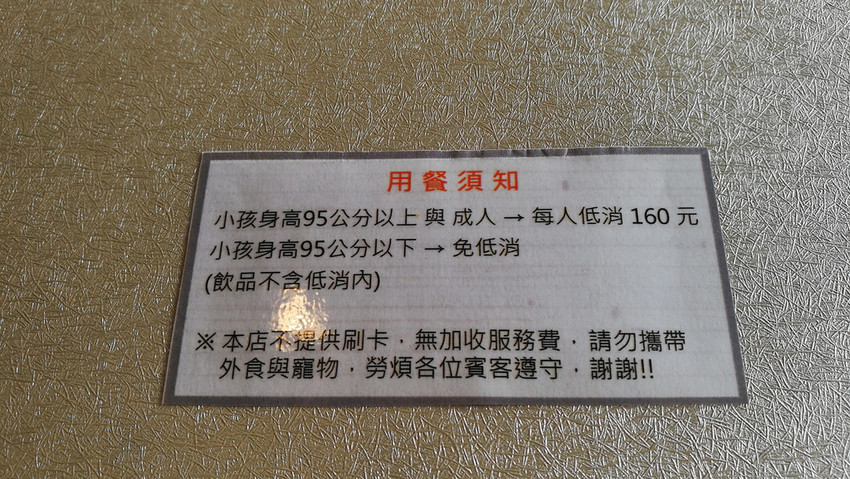 用餐須知
小孩身高95公分以上 與 成人 → 每人低消 160 元
小孩身高95公分以下 → 免低消
(飲品不含低消內)
※ 本店不提供刷卡，無加收服務費，請勿攜帶
外食與寵物，勞煩各位賓客遵守，謝謝!!